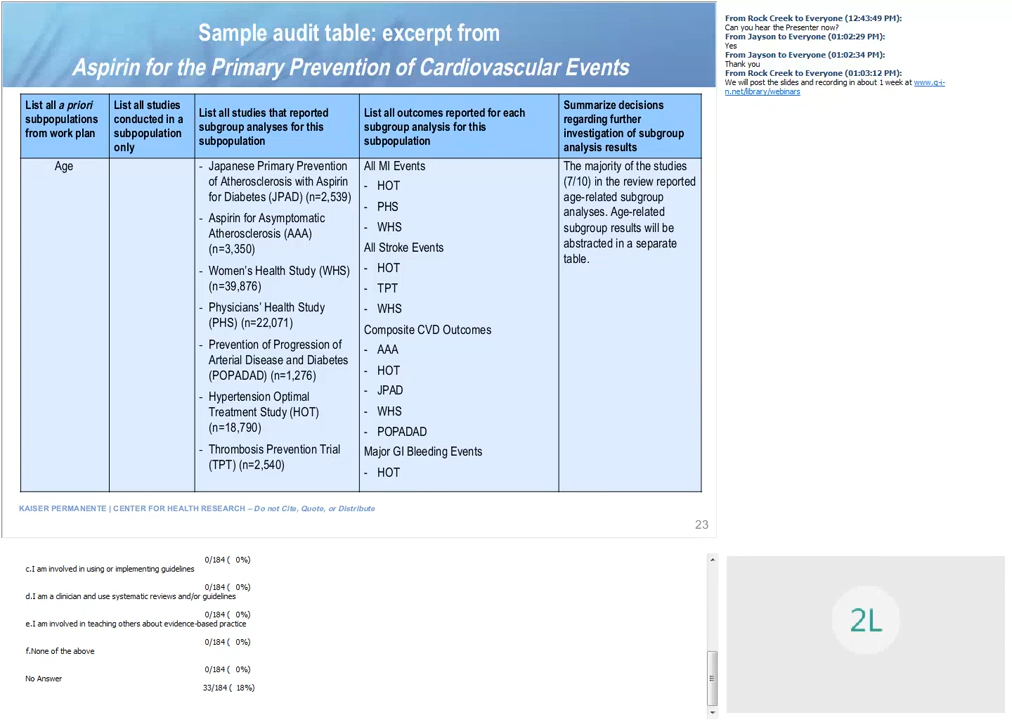 Sample audit table: excerpt from
Aspirin for the Primary Prevention of Cardiovascular Events
List all a priori
subpopulations
from work plan
List all studies
conducted in a
subpopulation
only
List all studies that reported
subgroup analyses for this
subpopulation
List all outcomes reported for each
subgroup analysis for this
subpopulation
Summarize decisions
regarding further
investigation of subgroup
analysis results
Age
- Japanese Primary Prevention
of Atherosclerosis with Aspirin
for Diabetes (JPAD) (n=2,539)
- Aspirin for Asymptomatic
Atherosclerosis (AAA)
(n=3,350)
- Women's Health Study (WHS)
(n=39,876)
- Physicians' Health Study
(PHS) (n=22,071)
- Prevention of Progression of
Arterial Disease and Diabetes
(POPADAD) (n=1,276)
- Hypertension Optimal
Treatment Study (HOT)
(n=18,790)
- Thrombosis Prevention Trial
(TPT) (n=2,540)
All MI Events
- HOT
- PHS
- WHS
All Stroke Events
- HOT
- TPT
- WHS
Composite CVD Outcomes
- AAA
- HOT
- JPAD
- WHS
- POPADAD
Major GI Bleeding Events
- HOT
The majority of the studies
(7/10) in the review reported
age-related subgroup
analyses. Age-related
subgroup results will be
abstracted in a separate
table.
KAISER PERMANENTE | CENTER FOR HEALTH RESEARCH – Do not Cite, Quote, or Distribute
23
From Rock Creek to Everyone (12:43:49 PM):
Can you hear the Presenter now?
From Jayson to Everyone (01:02:29 PM):
Yes
From Jayson to Everyone (01:02:34 PM):
Thank you
From Rock Creek to Everyone (01:03:12 PM):
We will post the slides and recording in about 1 week at www.g-i-
n.net/library/webinars
0/184 ( 0%)
c.I am involved in using or implementing guidelines
0/184 ( 0%)
d.I am a clinician and use systematic reviews and/or guidelines
0/184 ( 0%)
e.I am involved in teaching others about evidence-based practice
0/184 ( 0%)
f.None of the above
0/184 ( 0%)
No Answer
33/184 ( 18%)
2L